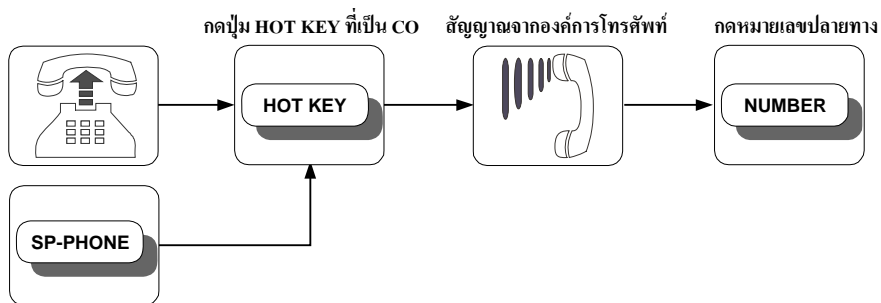 กดปุ่ม HOT KEY ที่เป็น CO
สัญญาณจากองค์การโทรศัพท์
กดหมายเลขปลายทาง
HOT KEY
NUMBER
SP-PHONE